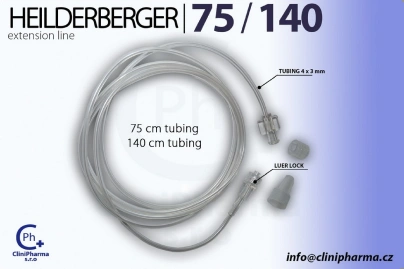 HEILDERBERGER 75 / 140
extension line
TUBING 4 x 3 mm
75 cm tubing
140 cm tubing
LUER LOCK
Ph
C
CliniPharma
s.r.o
info@clinipharma.cz